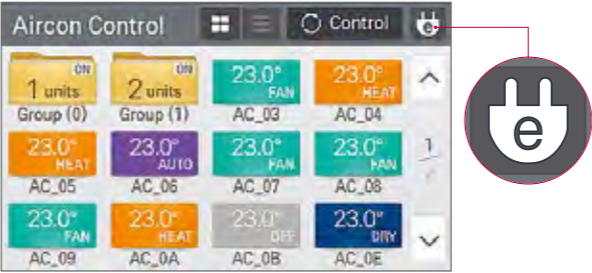 Aircon Control
Control
e
e
ON
1 units
Group (0)
ON
2 units
Group (1)
23.0°
FAN
AC_03
23.0°
HEAT
AC_04
23.0°
HEAT
AC_05
23.0°
AUTO
AC_06
23.0°
FAN
AC_07
23.0°
FAN
AC_08
1
23.0°
FAN
AC_09
23.0°
HEAT
AC_0A
23.0°
OFF
AC_0B
23.0°
DRY
AC_0E